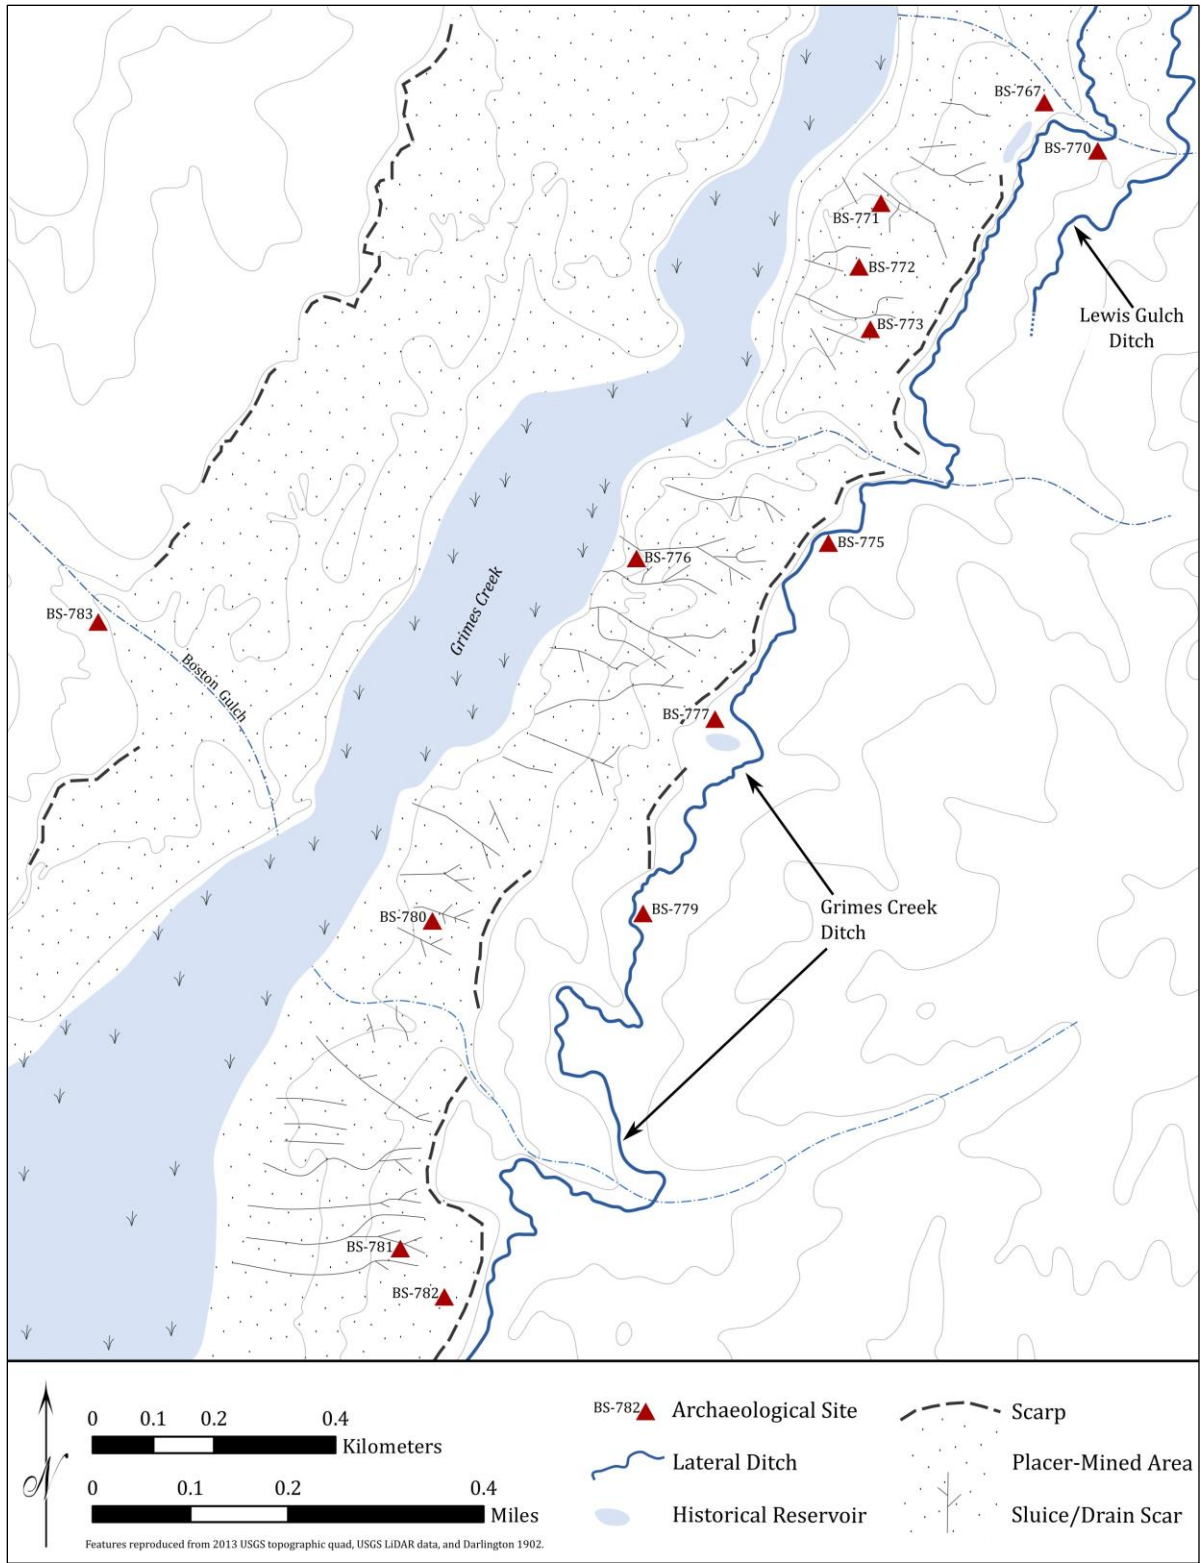 BS-767
BS-770
BS-771
BS-772
BS-773
Lewis Gulch
Ditch
BS-775
BS-776
Grimes Creek
BS-783
Boston Gulch
BS-777
Grimes Creek
Ditch
BS-779
BS-780
BS-781
BS-782
N
0 0.1 0.2 0.4
Kilometers
0 0.1 0.2 0.4
Miles
Features reproduced from 2013 USGS topographic quad, USGS LiDAR data, and Darlington 1902.
BS-782 Archaeological Site
Lateral Ditch
Historical Reservoir
Scarp
Placer-Mined Area
Sluice/Drain Scar